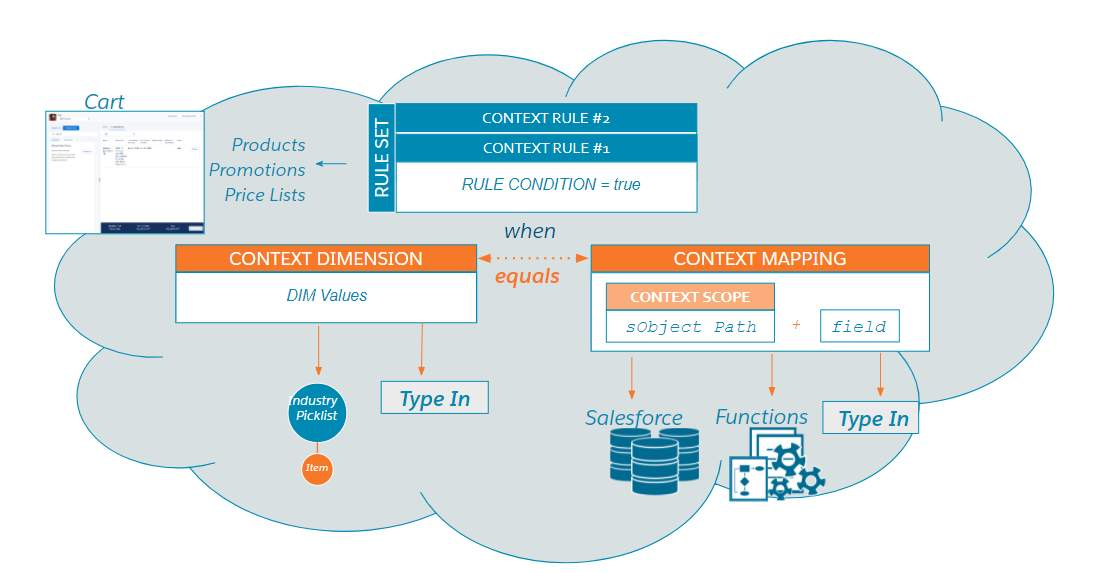 Cart
CONTEXT RULE #2
CONTEXT RULE #1
RULE SET
RULE CONDITION = true
Products
Promotions
Price Lists
when
equals
CONTEXT DIMENSION
DIM Values
CONTEXT MAPPING
CONTEXT SCOPE
sObject Path + field
Industry
Picklist
Item
Type In
Salesforce
Functions
Type In